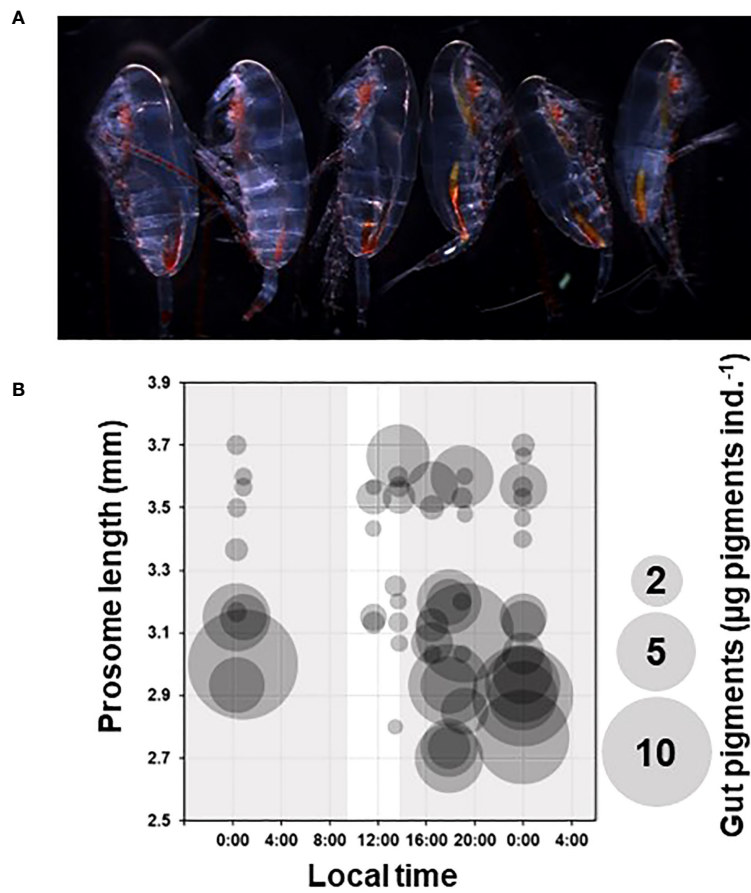 A
B
3.9
3.7
3.5
3.3
3.1
2.9
2.7
2.5
Prosome length (mm)
0:00 4:00 8:00 12:00 16:00 20:00 0:00 4:00
Local time
2
5
10
Gut pigments (µg pigments ind.⁻¹)